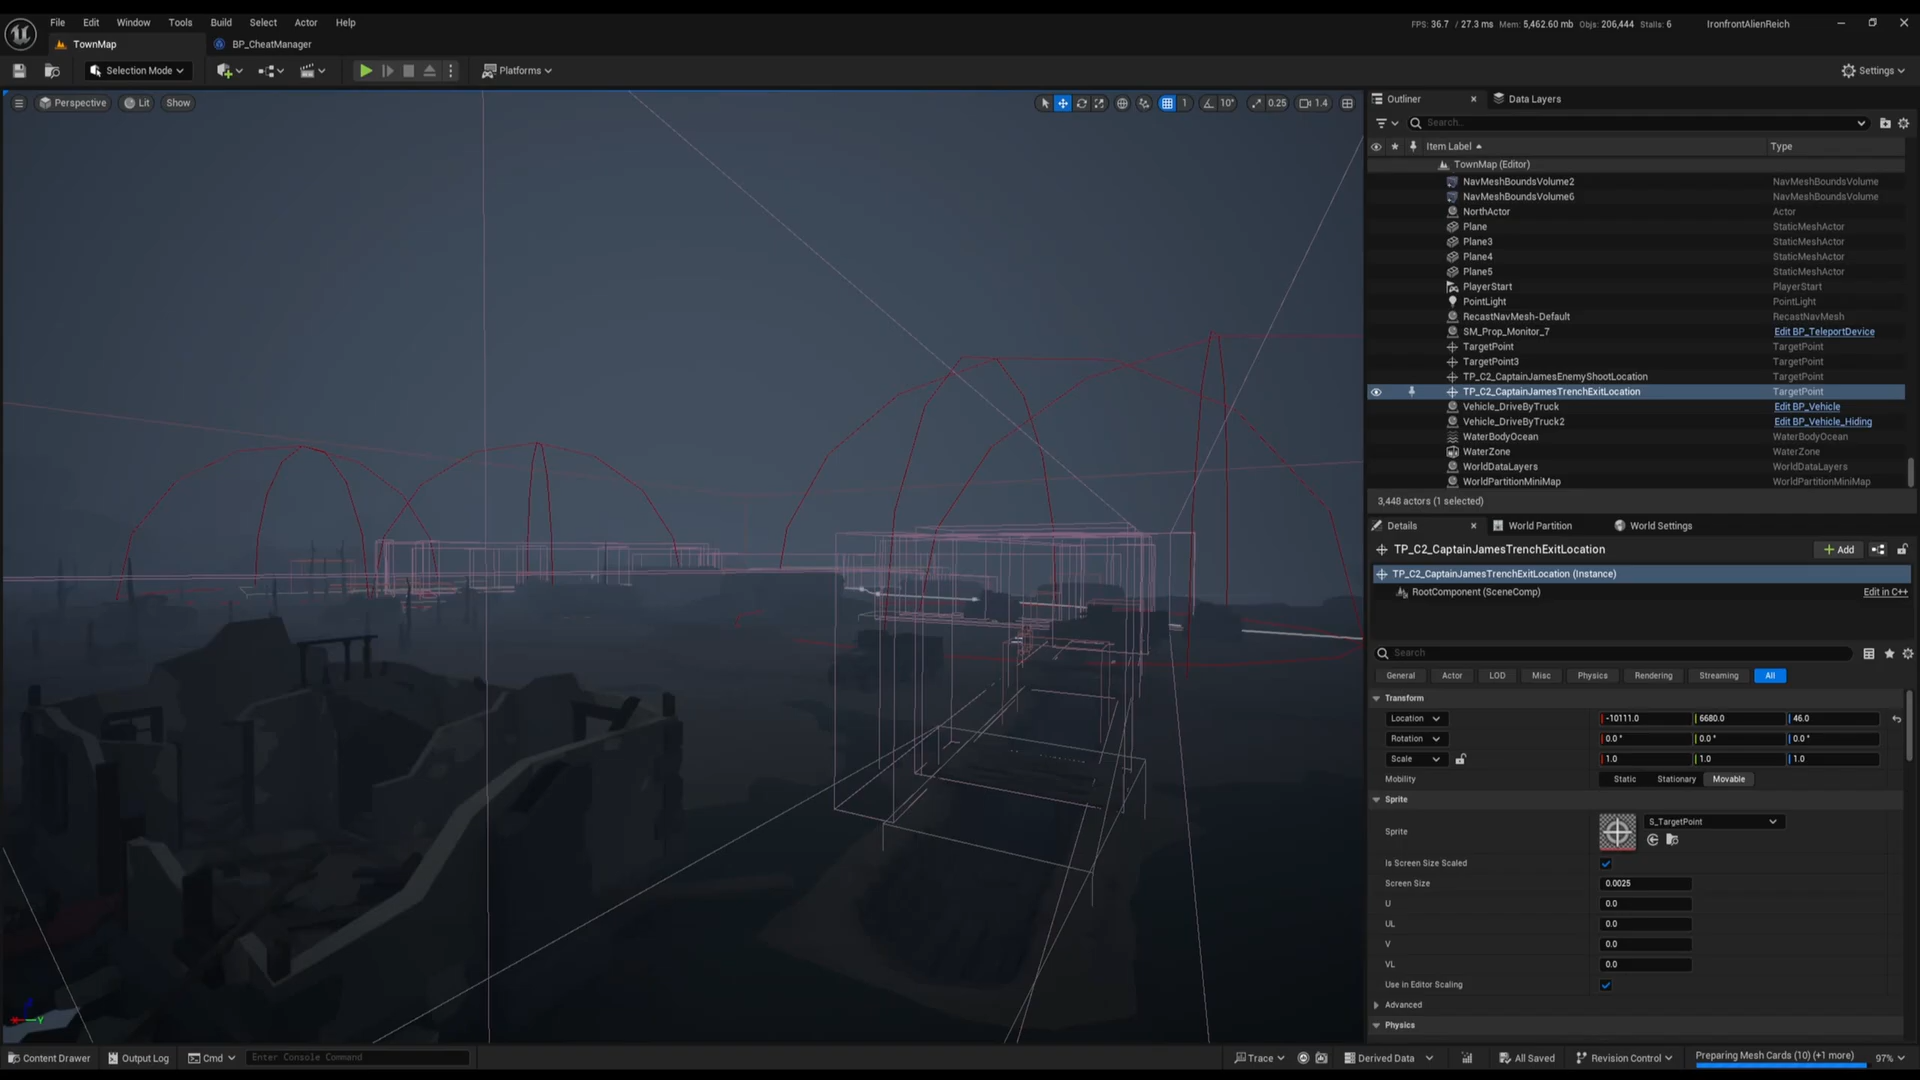 File Edit Window Tools Build Select Actor Help
FPS: 36.7 / 27.3 ms Mem: 5,462.60 mb Objs: 206,444 Stalls: 6
IronfrontAlienReich
TownMap
BP_CheatManager
Selection Mode
Platforms
Settings
Perspective
Lit
Show
1
10°
0.25
1.4
Outliner
Data Layers
Search...
Item Label Type
TownMap (Editor)
NavMeshBoundsVolume2 NavMeshBoundsVolume
NavMeshBoundsVolume6 NavMeshBoundsVolume
NorthActor Actor
Plane StaticMeshActor
Plane3 StaticMeshActor
Plane4 StaticMeshActor
Plane5 StaticMeshActor
PlayerStart PlayerStart
PointLight PointLight
RecastNavMesh-Default RecastNavMesh
SM_Prop_Monitor_7 Edit BP_TeleportDevice
TargetPoint TargetPoint
TargetPoint3 TargetPoint
TP_C2_CaptainJamesEnemyShootLocation TargetPoint
TP_C2_CaptainJamesTrenchExitLocation TargetPoint
Vehicle_DriveByTruck Edit BP_Vehicle
Vehicle_DriveByTruck2 Edit BP_Vehicle_Hiding
WaterBodyOcean WaterBodyOcean
WaterZone WaterZone
WorldDataLayers WorldDataLayers
WorldPartitionMiniMap WorldPartitionMiniMap
3,448 actors (1 selected)
Details
World Partition
World Settings
TP_C2_CaptainJamesTrenchExitLocation
Add
TP_C2_CaptainJamesTrenchExitLocation (Instance)
RootComponent (SceneComp) Edit in C++
Search
General Actor LOD Misc Physics Rendering Streaming All
Transform
Location -10111.0 6680.0 46.0
Rotation 0.0° 0.0° 0.0°
Scale 1.0 1.0 1.0
Mobility Static Stationary Movable
Sprite
Sprite S_TargetPoint
Is Screen Size Scaled
Screen Size 0.0025
U 0.0
UL 0.0
V 0.0
VL 0.0
Use in Editor Scaling
Advanced
Physics
Y
Content Drawer
Output Log
Cmd
Enter Console Command
Trace
Derived Data
All Saved
Revision Control
Preparing Mesh Cards (10) (+1 more)
97%